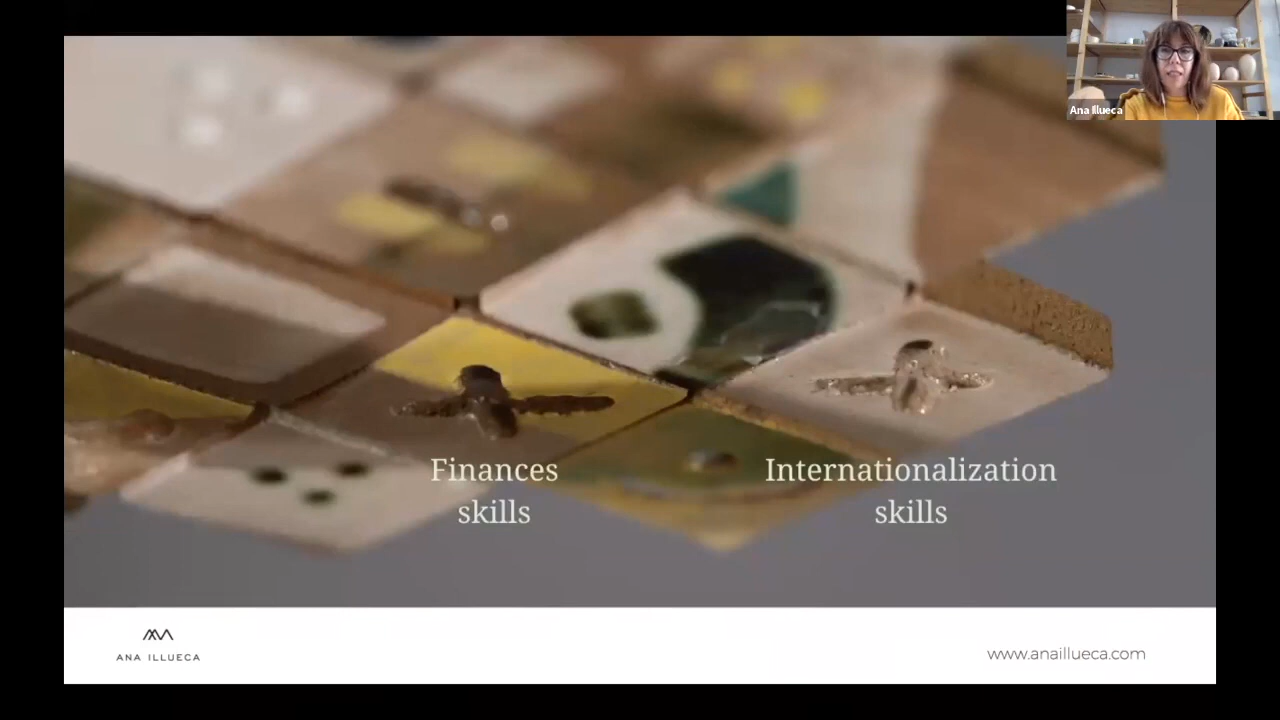 Ana Illueca
Finances
skills
Internationalization
skills
ANA ILLUECA
www.anaillueca.com